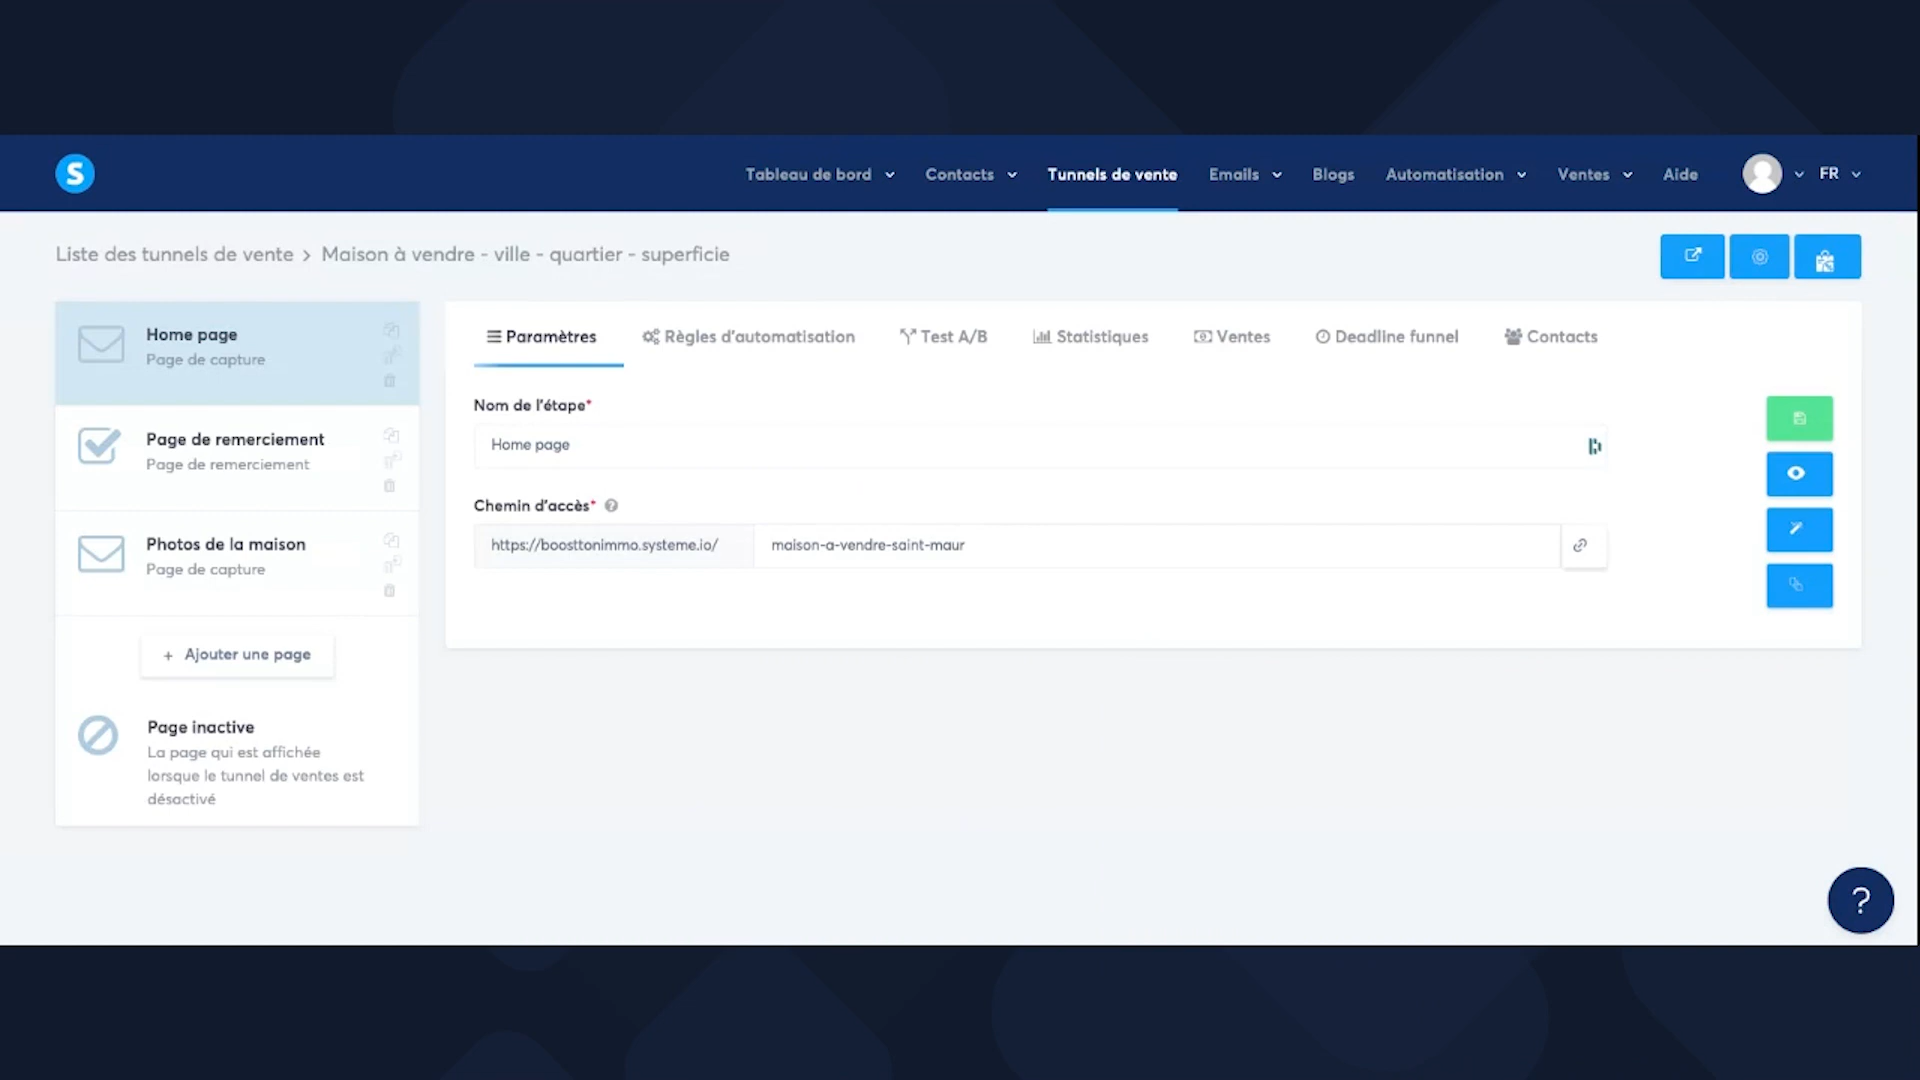 S
Tableau de bord
Contacts
Tunnels de vente
Emails
Blogs
Automatisation
Ventes
Aide
FR
Liste des tunnels de vente > Maison à vendre - ville - quartier - superficie
Home page
Page de capture
Page de remerciement
Page de remerciement
Photos de la maison
Page de capture
+ Ajouter une page
Page inactive
La page qui est affichée
lorsque le tunnel de ventes est
désactivé
Paramètres
Règles d'automatisation
Test A/B
Statistiques
Ventes
Deadline funnel
Contacts
Nom de l'étape*
Home page
Chemin d'accès* ?
https://boosttonimmo.systeme.io/ maison-a-vendre-saint-maur
?